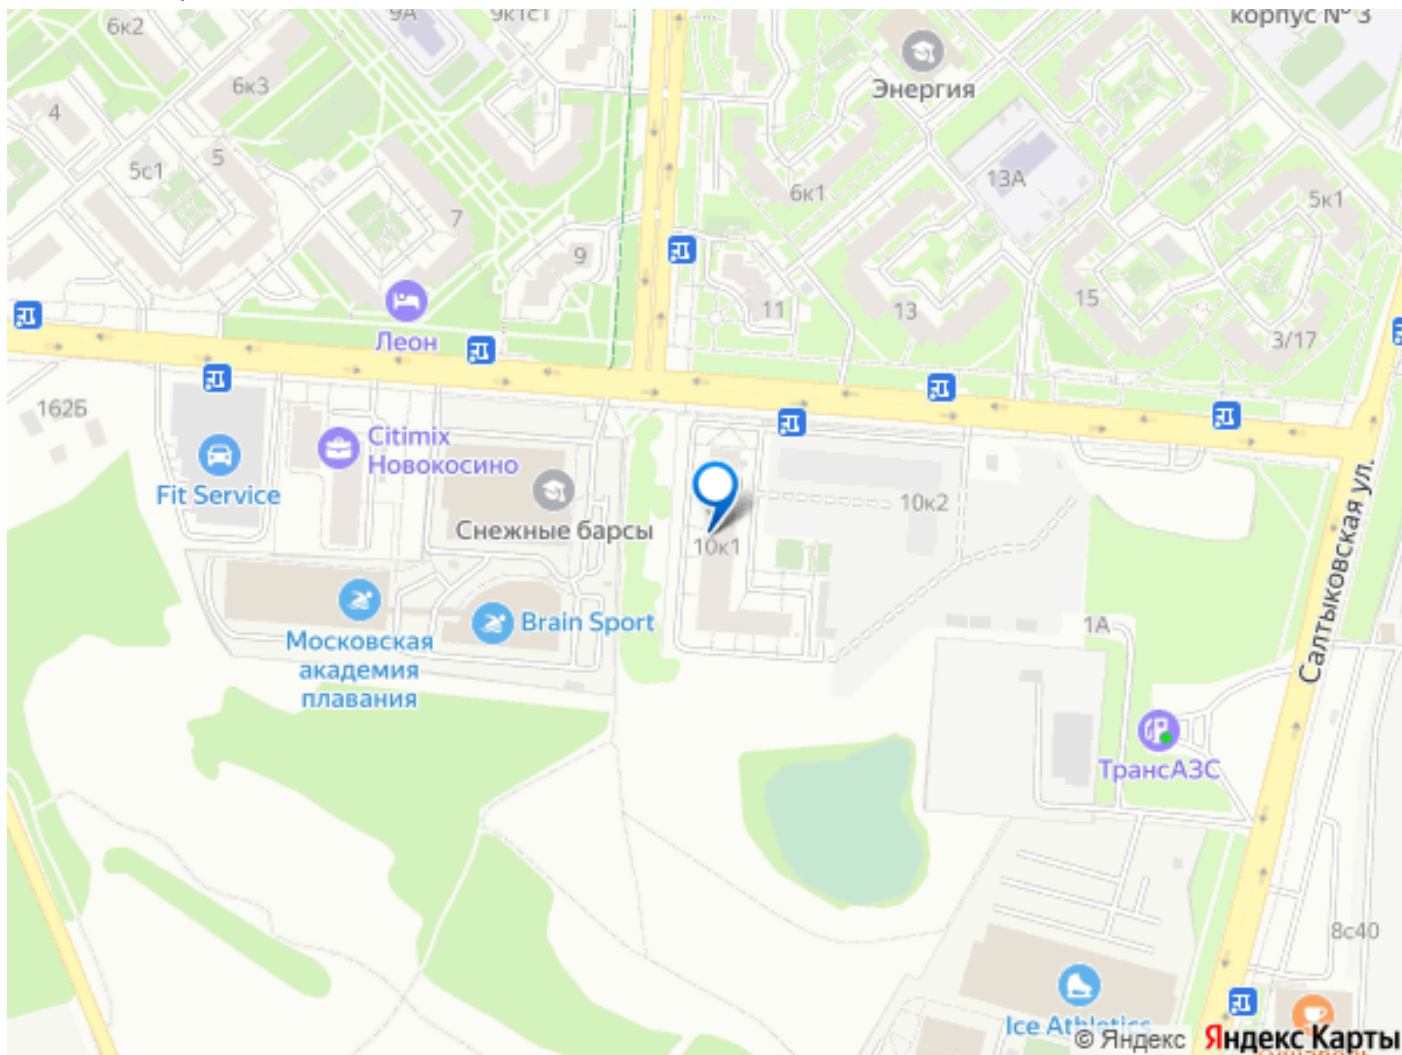 6к2
9А
9к1с1
корпус № 3
6к3
Энергия
4
5
5с1
13А
6к1
5к1
7
9
15
11
13
Леон
3/17
162Б
Citimix
Новокосино
Fit Service
Снежные барсы
10к2
10к1
Салтыковская ул.
Brain Sport
1А
Московская
академия
плавания
ТрансАЗС
8с40
Ice Athletics
© Яндекс
Яндекс Карты